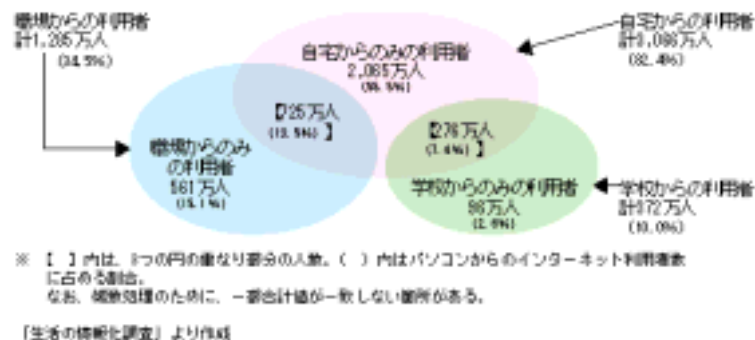 職場からの利用者
計1,285万人
(34.5%)
自宅からのみの利用者
2,065万人
(55.5%)
自宅からの利用者
計3,066万人
(82.4%)
【725万人
(19.5%)】
【276万人
(7.4%)】
職場からのみ
の利用者
561万人
(15.1%)
学校からのみの利用者
96万人
(2.6%)
学校からの利用者
計372万人
(10.0%)
※ 【 】内は、2つの円の重なり部分の人数。( )内はパソコンからのインターネット利用者数
に占める割合。
なお、端数処理のために、一部合計値が一致しない箇所がある。
「生活の情報化調査」より作成